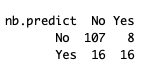 nb.predict No Yes
No 107 8
Yes 16 16